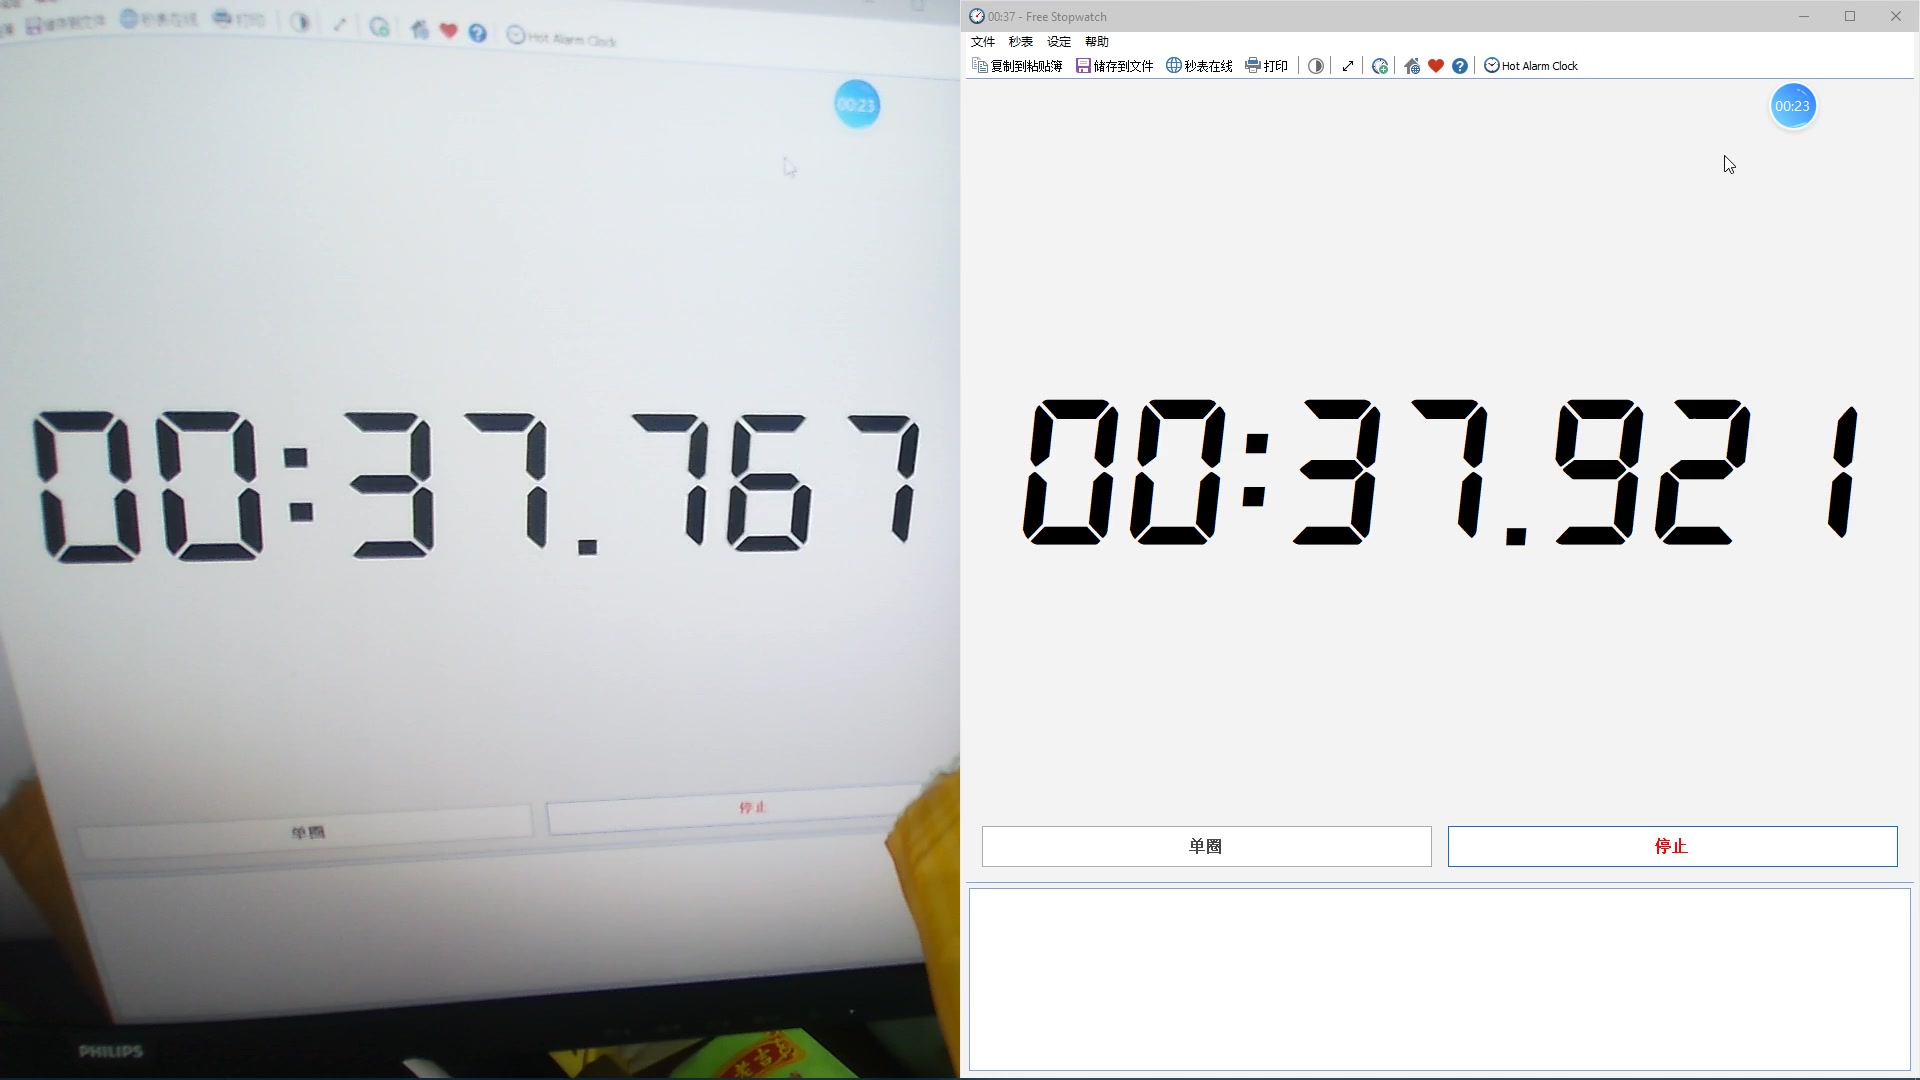 储存到文件 秒表在线 打印 Hot Alarm Clock
00:23
00:37.767
单圈 停止
PHILIPS
老吉
00:37 - Free Stopwatch
文件 秒表 设定 帮助
复制到粘贴簿 储存到文件 秒表在线 打印 Hot Alarm Clock
00:23
00:37.921
单圈 停止